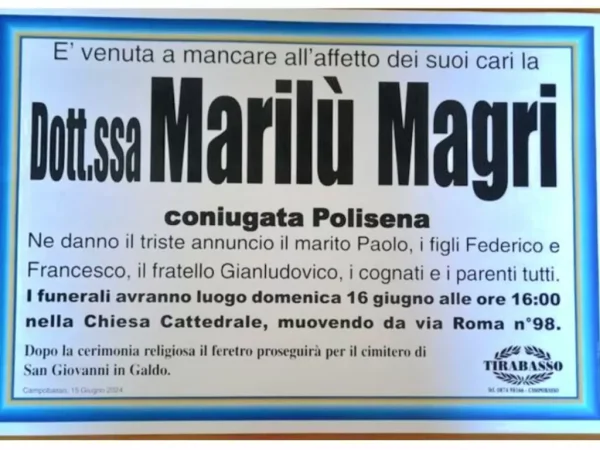 E' venuta a mancare all'affetto dei suoi cari la
Dott.ssa Marilù Magri
coniugata Polisena
Ne danno il triste annuncio il marito Paolo, i figli Federico e
Francesco, il fratello Gianludovico, i cognati e i parenti tutti.
I funerali avranno luogo domenica 16 giugno alle ore 16:00
nella Chiesa Cattedrale, muovendo da via Roma n°98.
Dopo la cerimonia religiosa il feretro proseguirà per il cimitero di
San Giovanni in Galdo.
TIRABASSO
Campobasso, 15 Giugno 2024